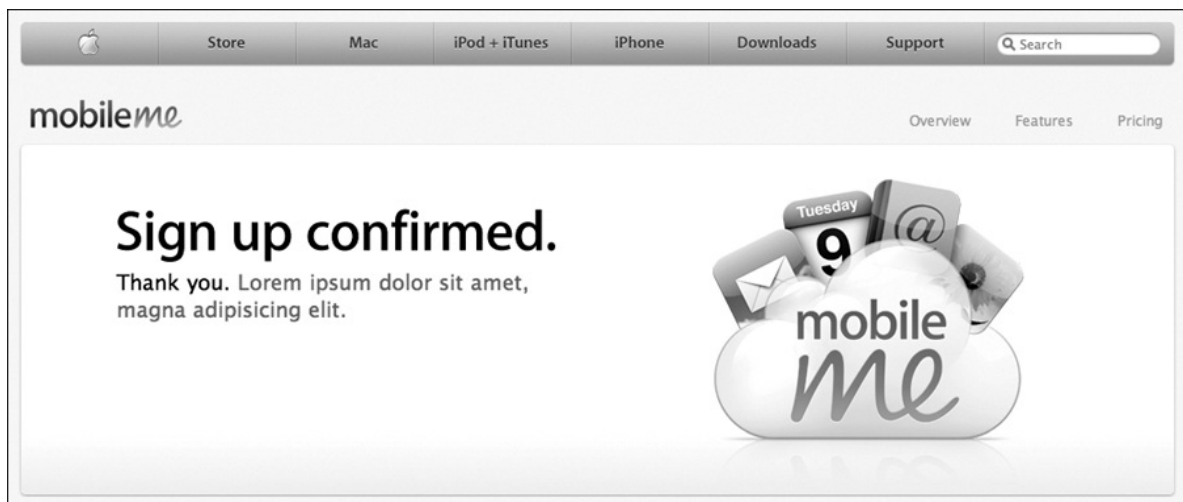 Store Mac iPod + iTunes iPhone Downloads Support Search
mobileme Overview Features Pricing
Sign up confirmed.
Thank you. Lorem ipsum dolor sit amet,
magna adipisicing elit.
Tuesday
9
@
mobile
me